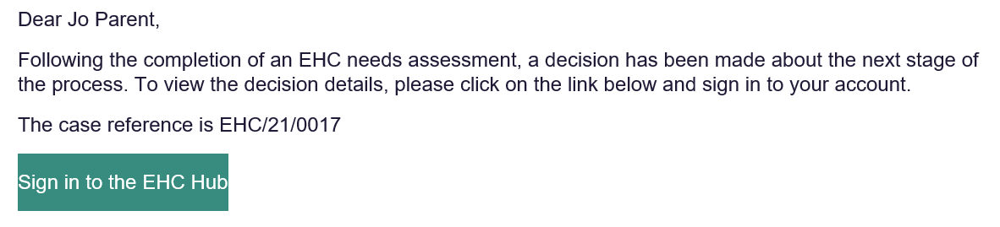 Dear Jo Parent,
Following the completion of an EHC needs assessment, a decision has been made about the next stage of
the process. To view the decision details, please click on the link below and sign in to your account.
The case reference is EHC/21/0017
Sign in to the EHC Hub